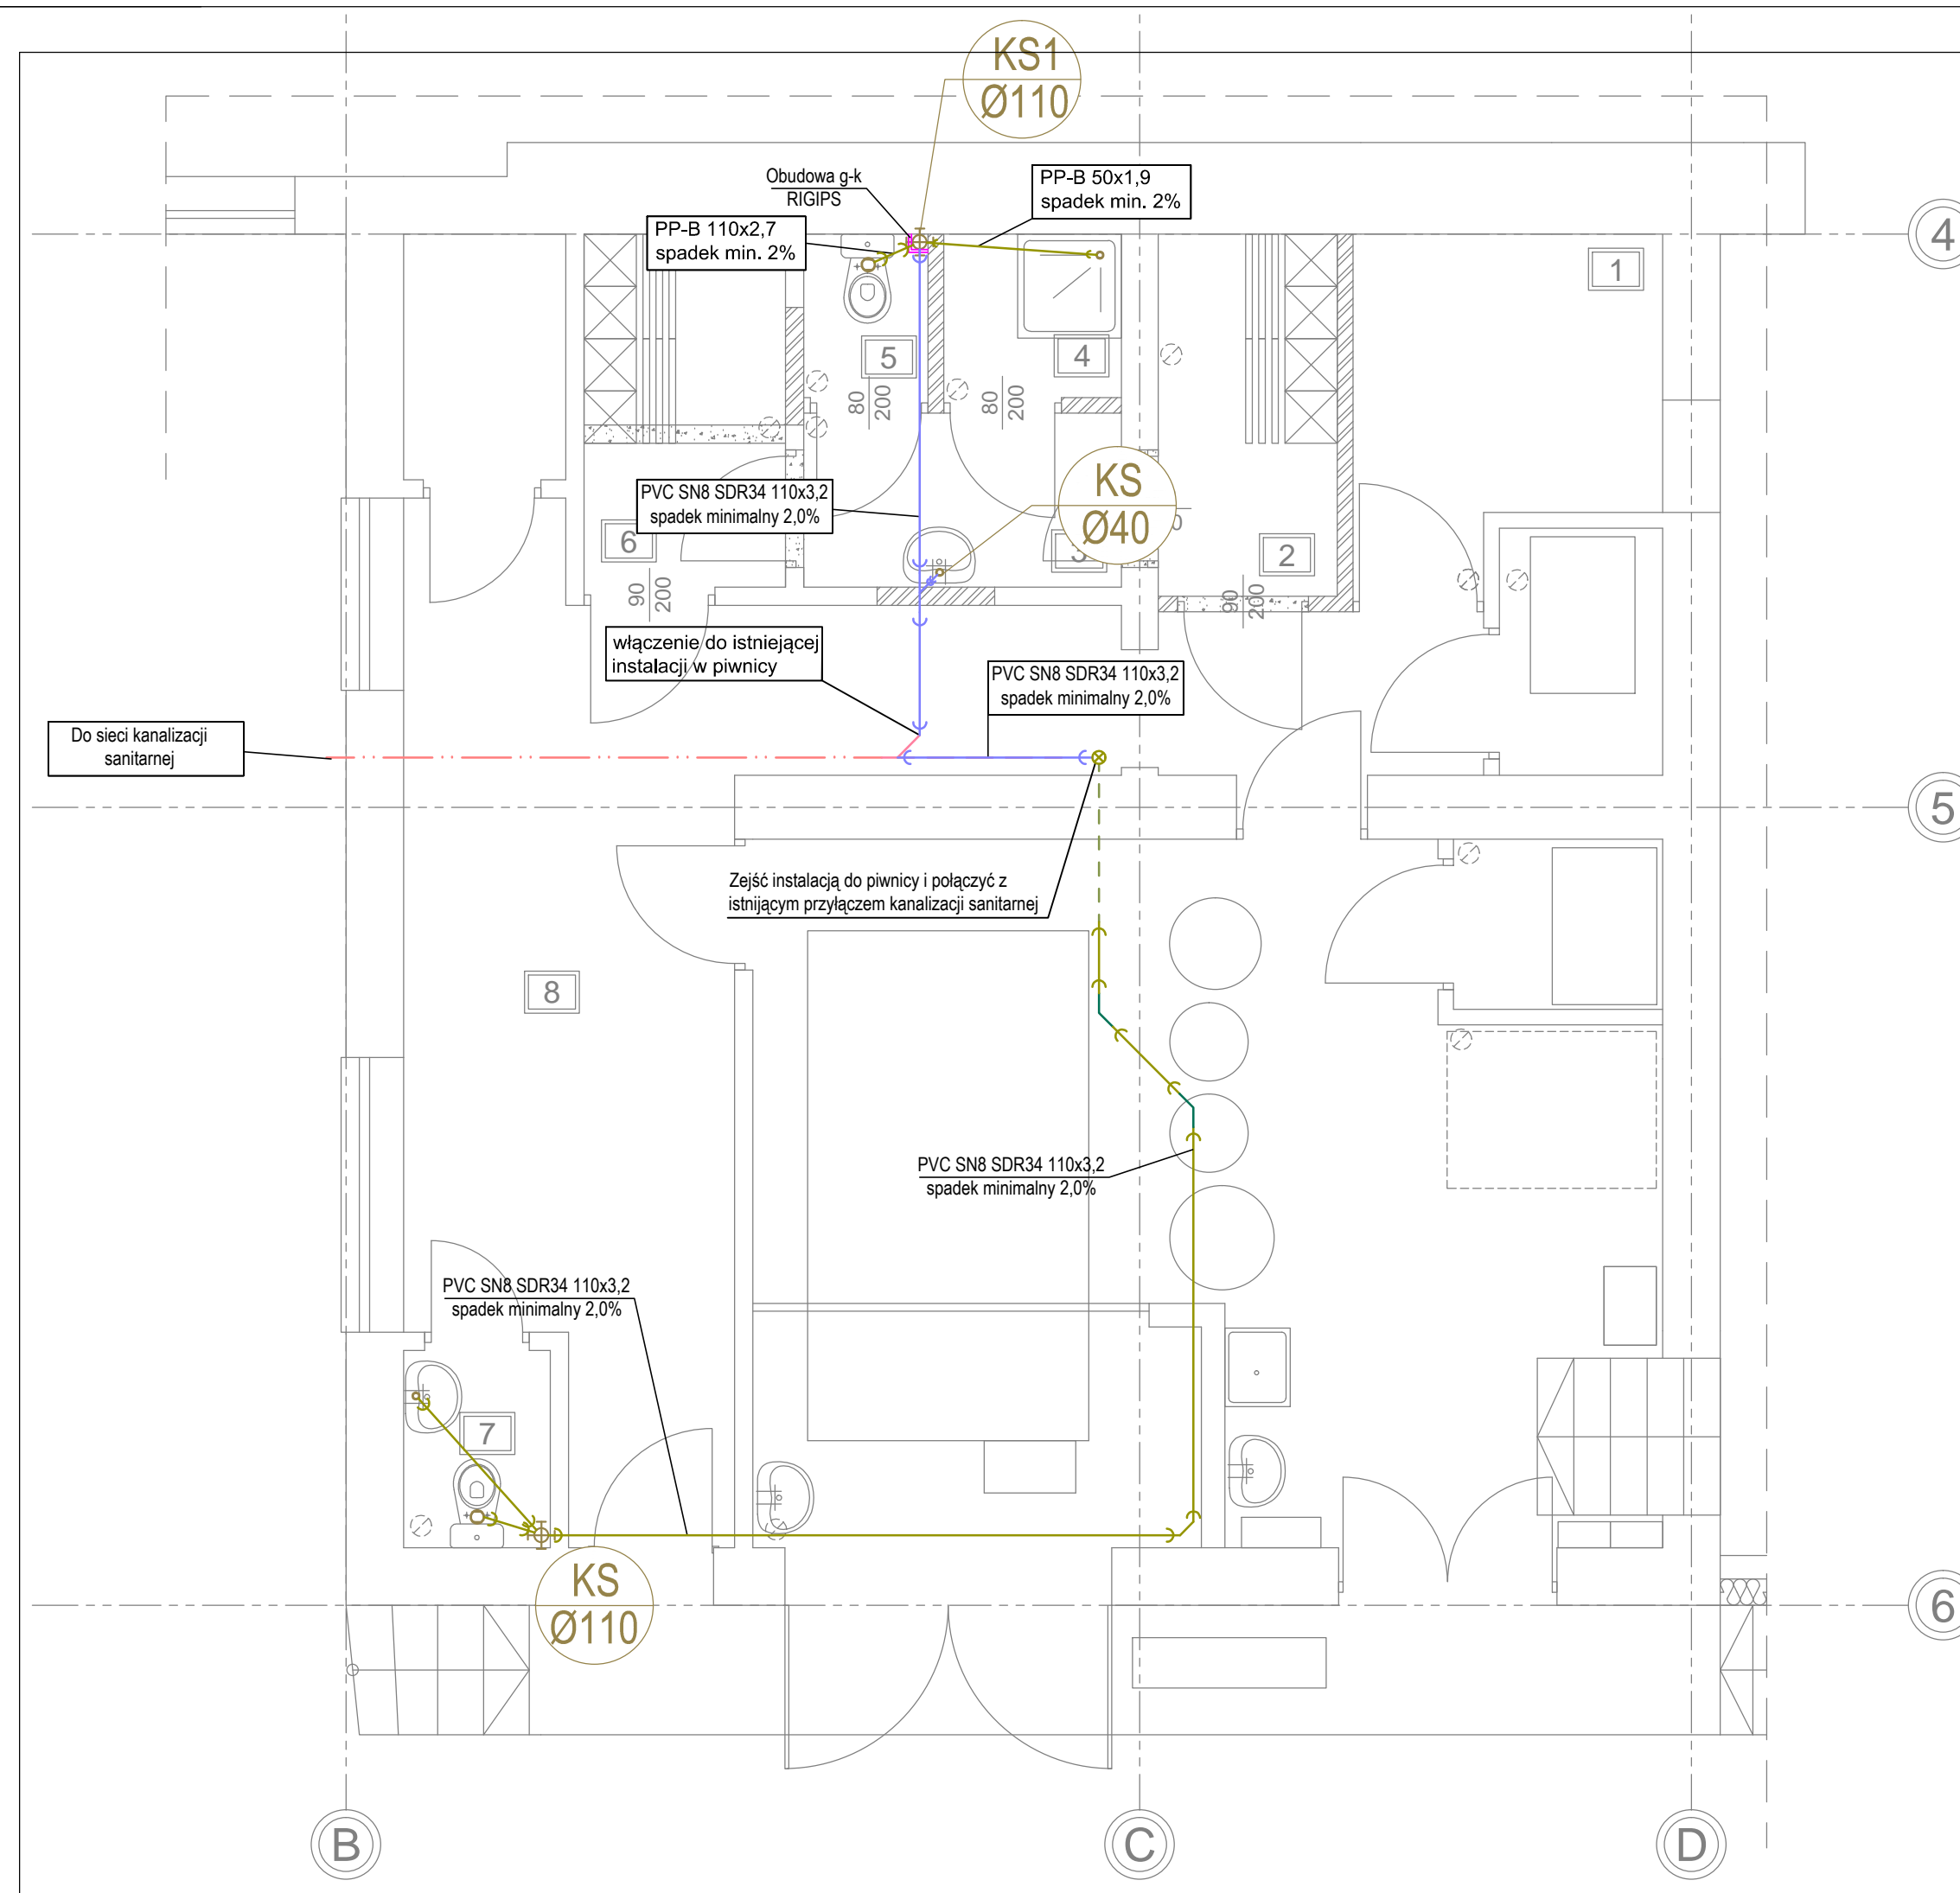 KS1
Ø110
Obudowa g-k
RIGIPS
PP-B 50x1,9
spadek min. 2%
PP-B 110x2,7
spadek min. 2%
4
1
5
4
80
200
80
200
KS
Ø40
PVC SN8 SDR34 110x3,2
spadek minimalny 2,0%
6
3
0
2
90
200
90
200
włączenie do istniejącej
instalacji w piwnicy
PVC SN8 SDR34 110x3,2
spadek minimalny 2,0%
Do sieci kanalizacji
sanitarnej
5
Zejść instalacją do piwnicy i połączyć z
istnijącym przyłączem kanalizacji sanitarnej
8
PVC SN8 SDR34 110x3,2
spadek minimalny 2,0%
PVC SN8 SDR34 110x3,2
spadek minimalny 2,0%
7
KS
Ø110
6
B
C
D